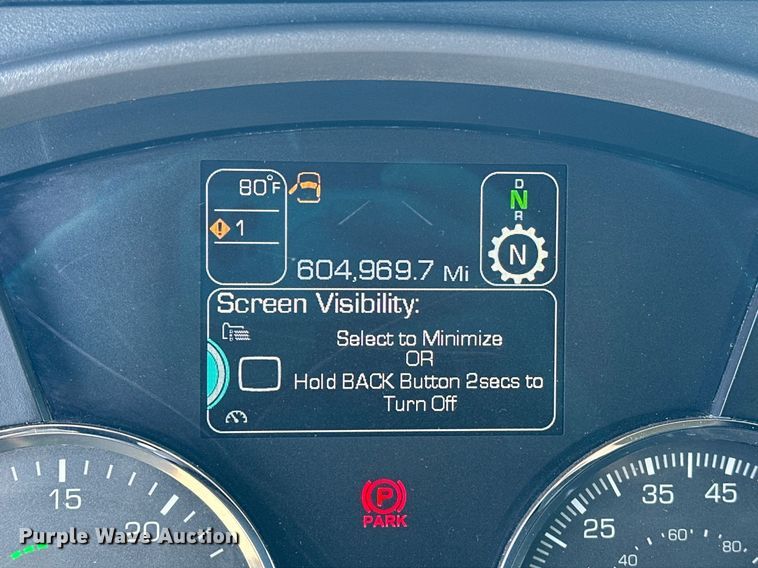 80°F
D
N
R
1
N
604,969.7 Mi
Screen Visibility:
Select to Minimize
OR
Hold BACK Button 2secs to
Turn Off
P
PARK
15
20
25
35
45
40
60
80
Purple Wave Auction